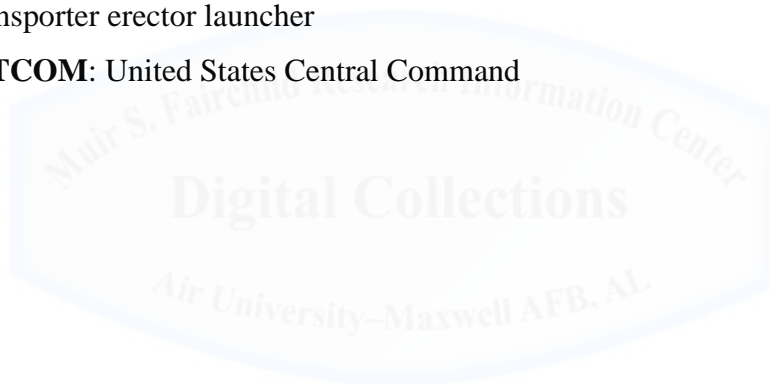 nsporter erector launcher
TCOM: United States Central Command
Muir S. Fairchild Research Information Center
Digital Collections
Air University–Maxwell AFB, AL